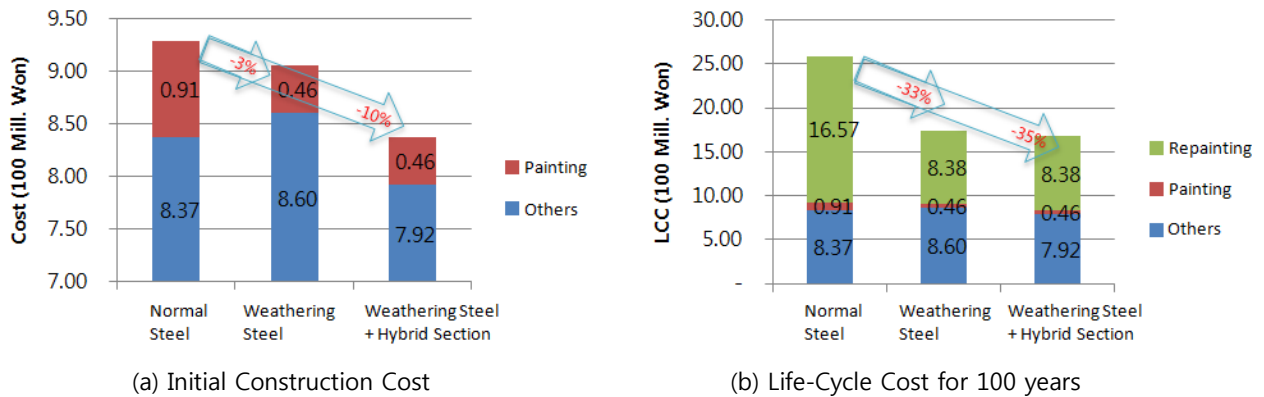 Cost (100 Mill. Won)
9.50
9.00
8.50
8.00
7.50
7.00
-3%
-10%
0.91
0.46
0.46
8.37
8.60
7.92
Painting
Others
Normal
Steel
Weathering
Steel
Weathering Steel
+ Hybrid Section
(a) Initial Construction Cost
LCC (100 Mill. Won)
30.00
25.00
20.00
15.00
10.00
5.00
-
-33%
-35%
16.57
8.38
8.38
0.91
0.46
0.46
8.37
8.60
7.92
Repainting
Painting
Others
Normal
Steel
Weathering
Steel
Weathering Steel
+ Hybrid Section
(b) Life-Cycle Cost for 100 years